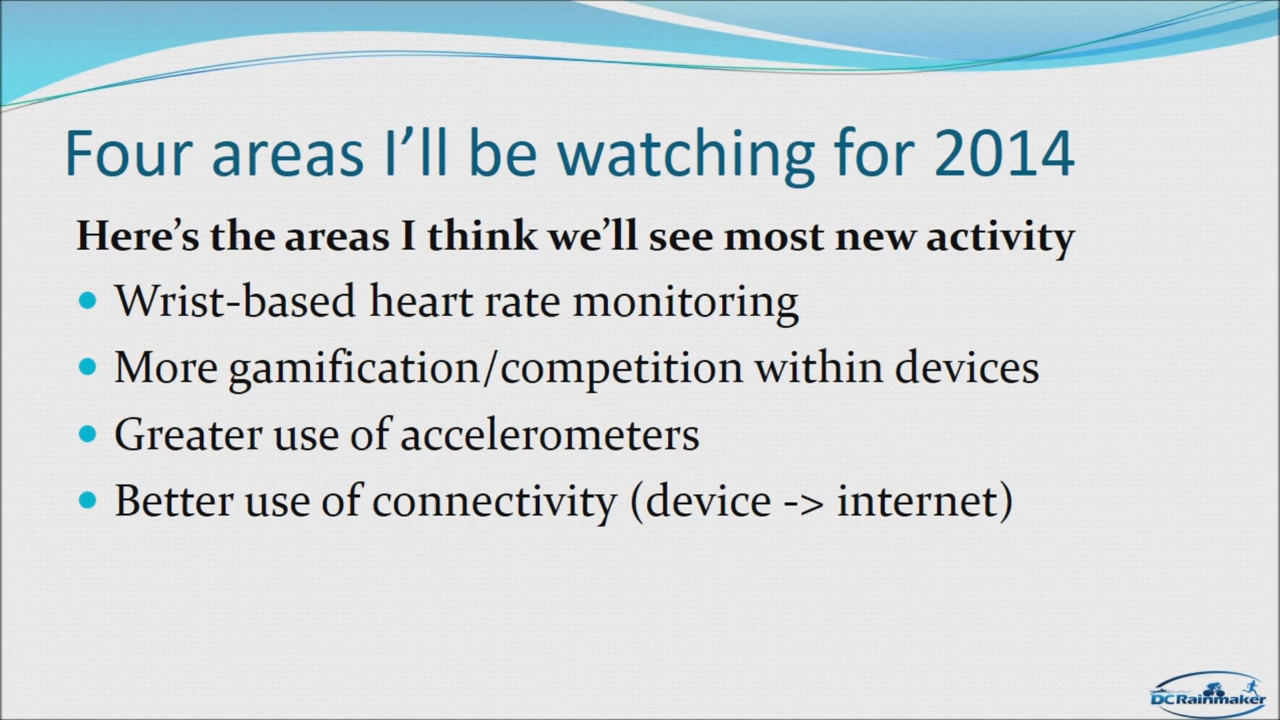 Four areas I’ll be watching for 2014
Here’s the areas I think we’ll see most new activity
• Wrist-based heart rate monitoring
• More gamification/competition within devices
• Greater use of accelerometers
• Better use of connectivity (device -> internet)
DCRainmaker